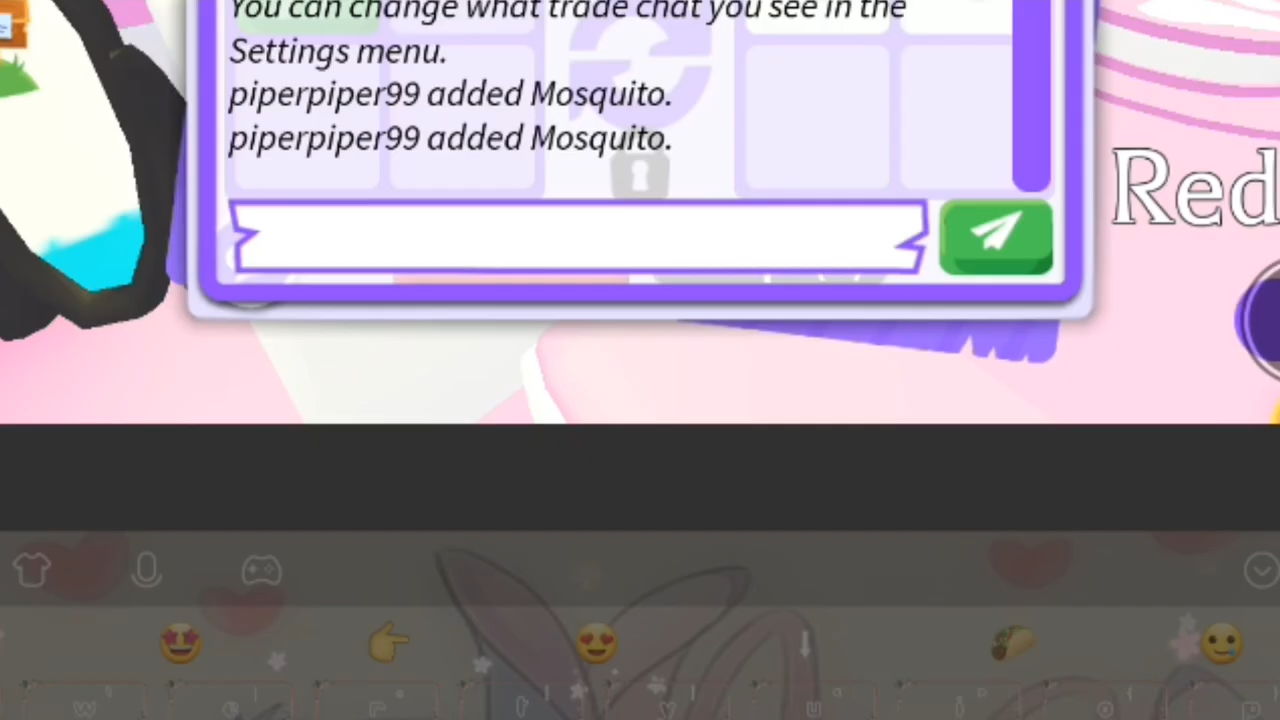 You can change what trade chat you see in the
Settings menu.
piperpiper99 added Mosquito.
piperpiper99 added Mosquito.
Red
w e r t y u i o p